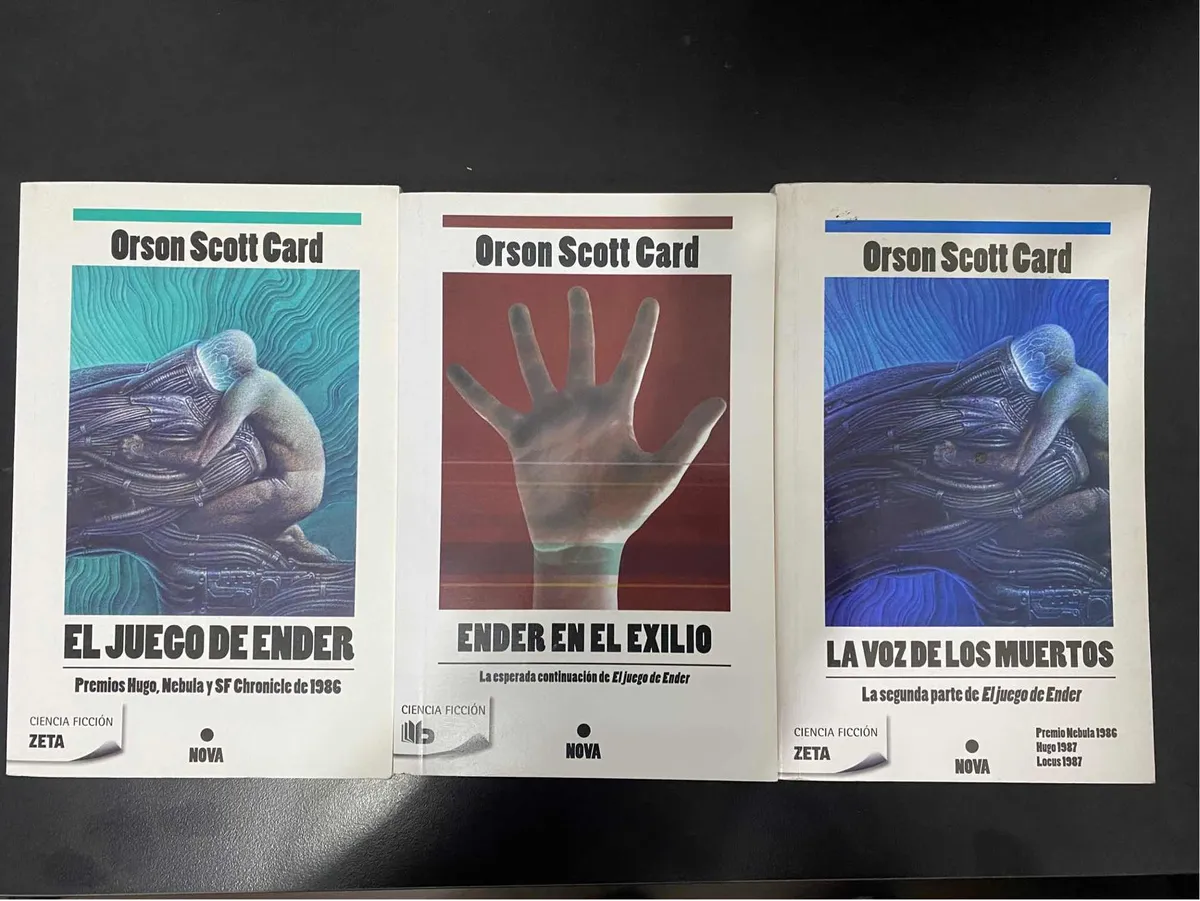 Orson Scott Card
EL JUEGO DE ENDER
Premios Hugo, Nebula y SF Chronicle de 1986
CIENCIA FICCIÓN
ZETA
NOVA
Orson Scott Card
ENDER EN EL EXILIO
La esperada continuación de El juego de Ender
CIENCIA FICCIÓN
b
NOVA
Orson Scott Card
LA VOZ DE LOS MUERTOS
La segunda parte de El juego de Ender
CIENCIA FICCIÓN
ZETA
NOVA
Premio Nebula 1986
Hugo 1987
Locus 1987